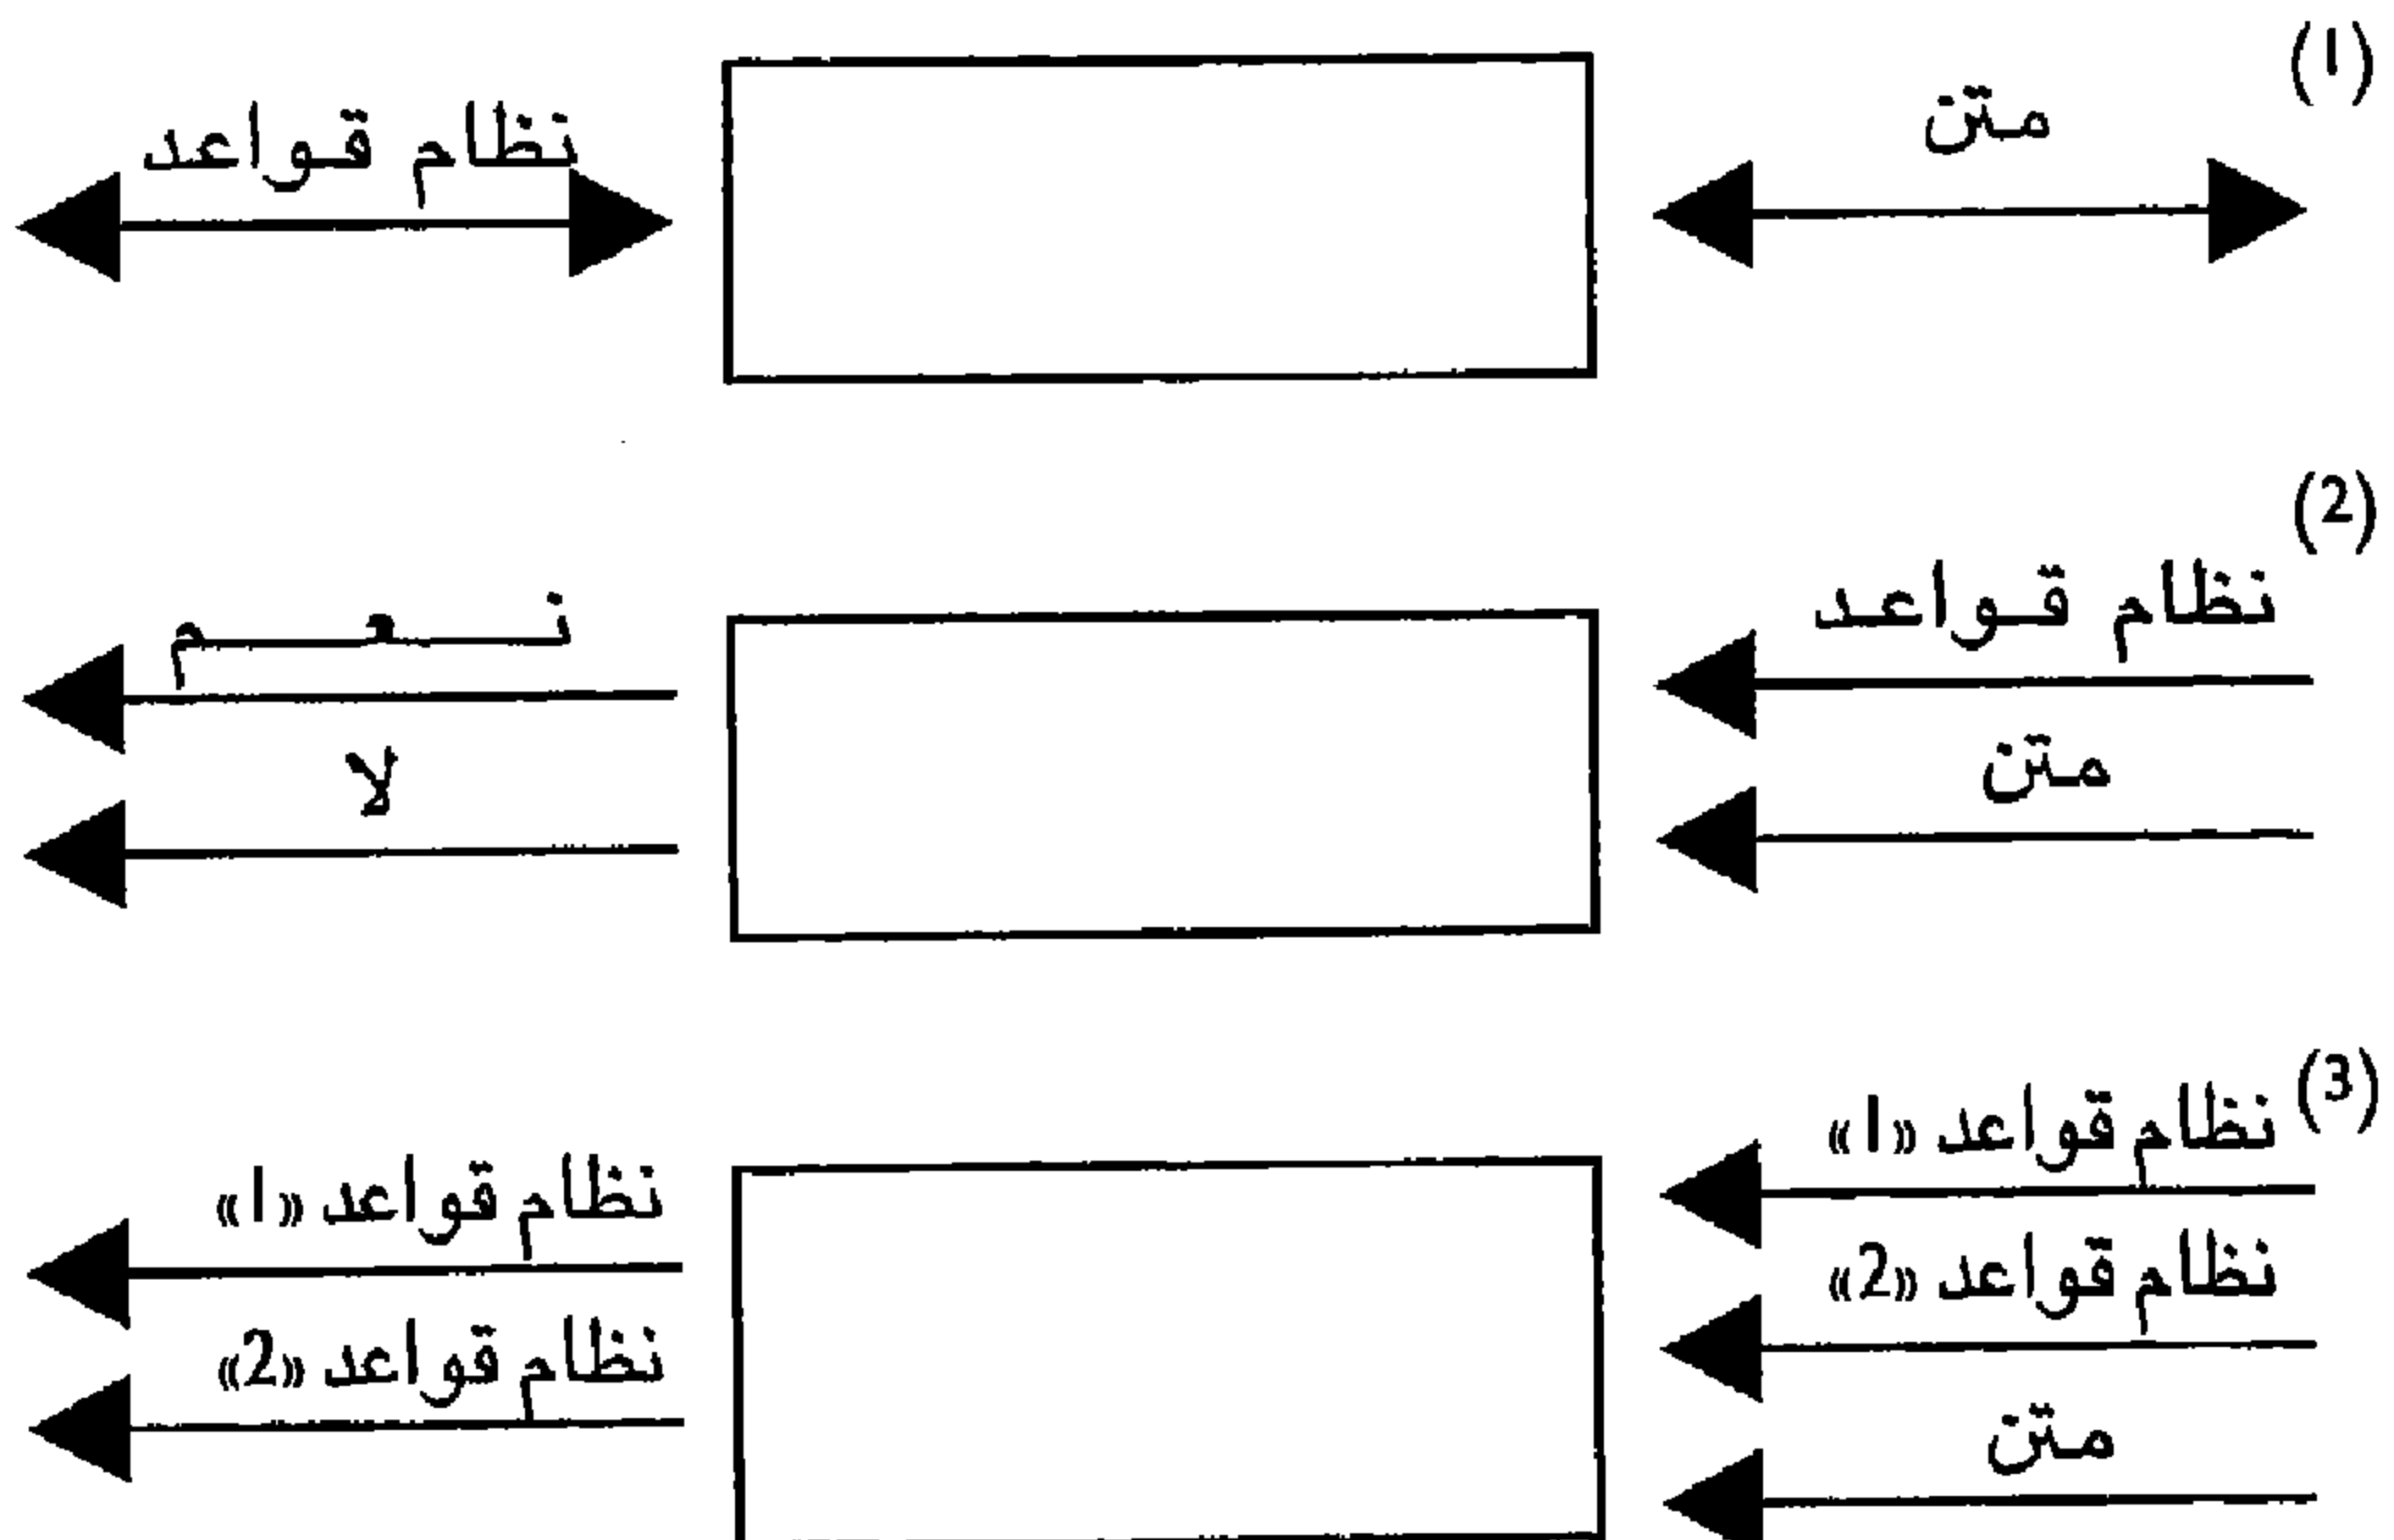 (1)
متن
نظام قواعد
(2)
نظام قواعد
نعم
متن
لا
(3)
نظام قواعد «1»
نظام قواعد «1»
نظام قواعد «2»
نظام قواعد «2»
متن